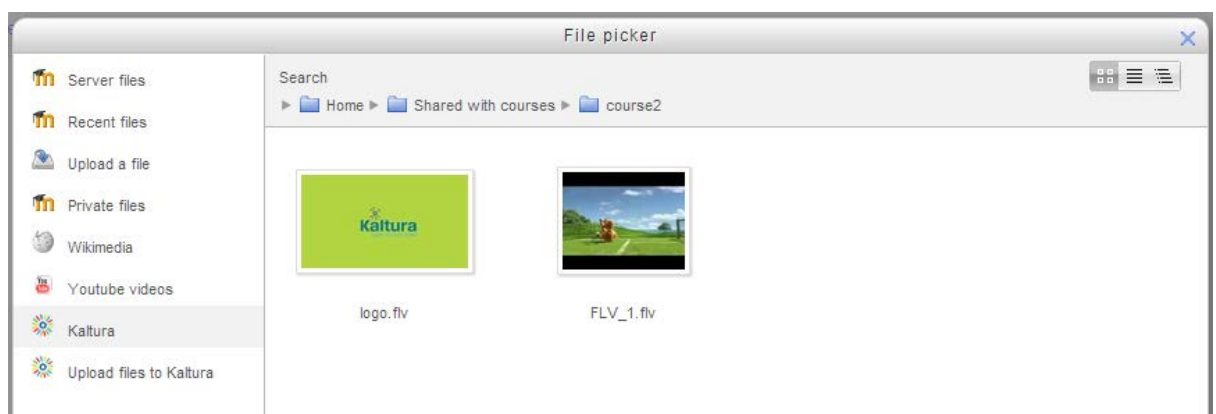 File picker
Server files
Recent files
Upload a file
Private files
Wikimedia
Youtube videos
Kaltura
Upload files to Kaltura
Search
Home ▶ Shared with courses ▶ course2
Kaltura
logo.flv
FLV_1.flv